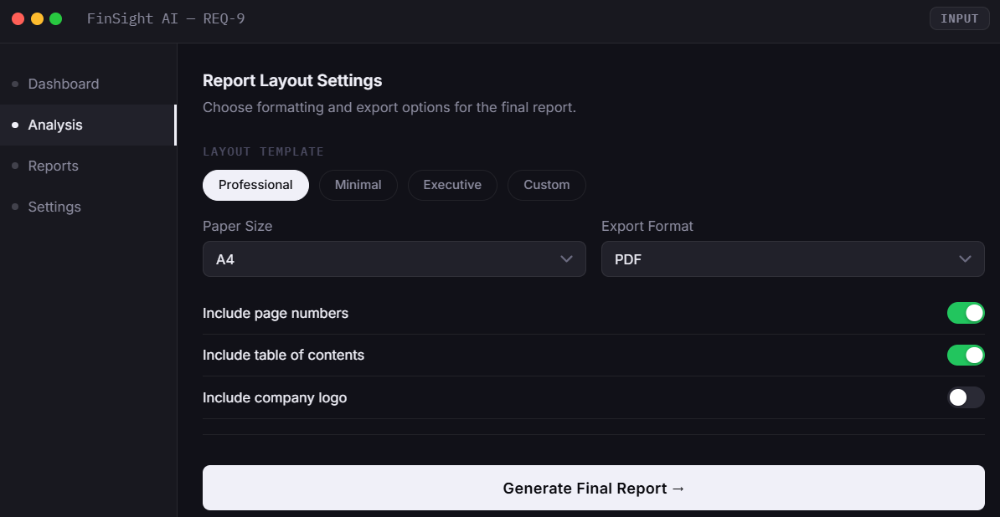 FinSight AI — REQ-9
INPUT
Dashboard
Analysis
Reports
Settings
Report Layout Settings
Choose formatting and export options for the final report.
LAYOUT TEMPLATE
Professional
Minimal
Executive
Custom
Paper Size
Export Format
A4
PDF
Include page numbers
Include table of contents
Include company logo
Generate Final Report →